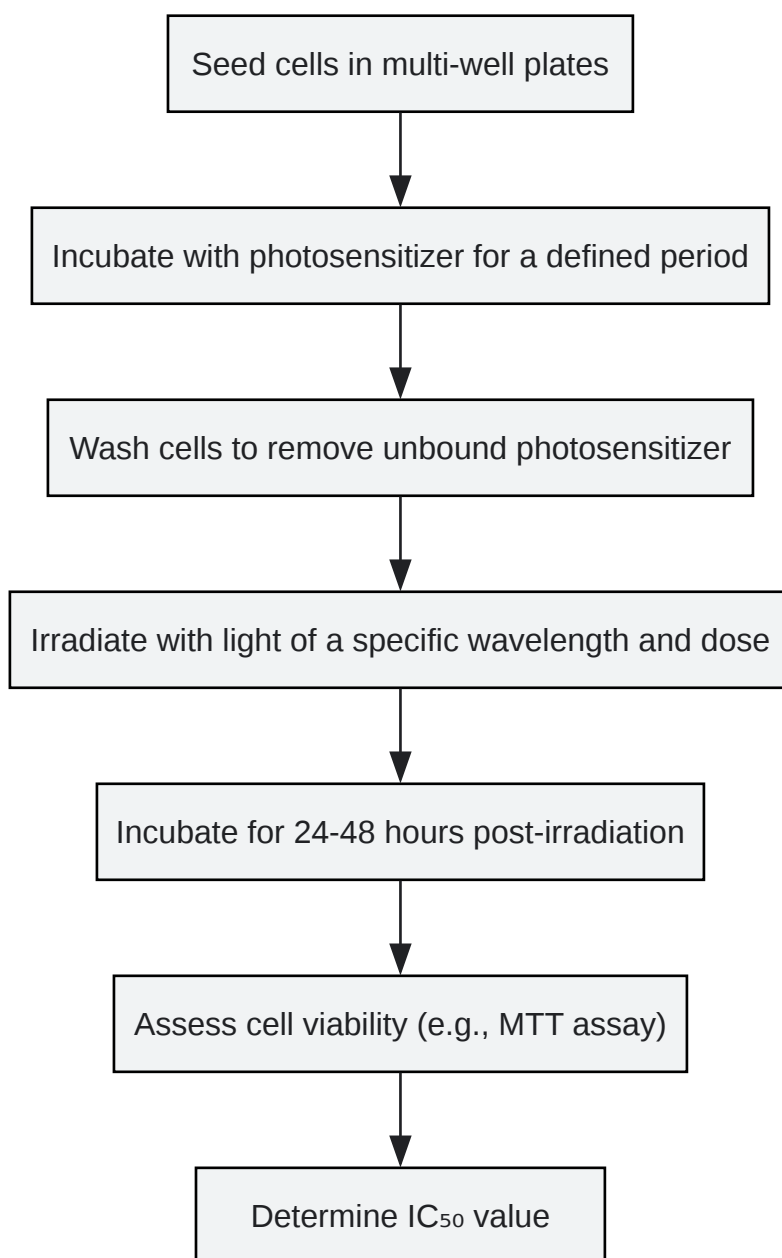 Seed cells in multi-well plates
Incubate with photosensitizer for a defined period
Wash cells to remove unbound photosensitizer
Irradiate with light of a specific wavelength and dose
Incubate for 24-48 hours post-irradiation
Assess cell viability (e.g., MTT assay)
Determine IC₅₀ value